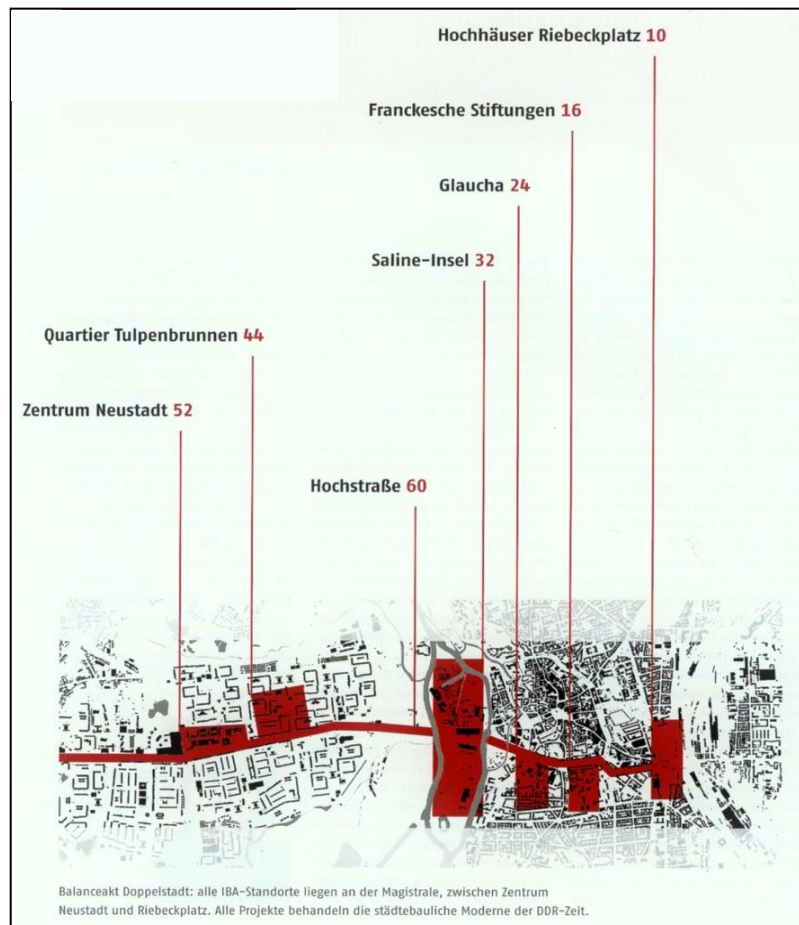 Hochhäuser Riebeckplatz 10
Franckesche Stiftungen 16
Glaucha 24
Saline-Insel 32
Quartier Tulpenbrunnen 44
Zentrum Neustadt 52
Hochstraße 60
Balanceakt Doppelstadt: alle IBA-Standorte liegen an der Magistrale, zwischen Zentrum
Neustadt und Riebeckplatz. Alle Projekte behandeln die städtebauliche Moderne der DDR-Zeit.